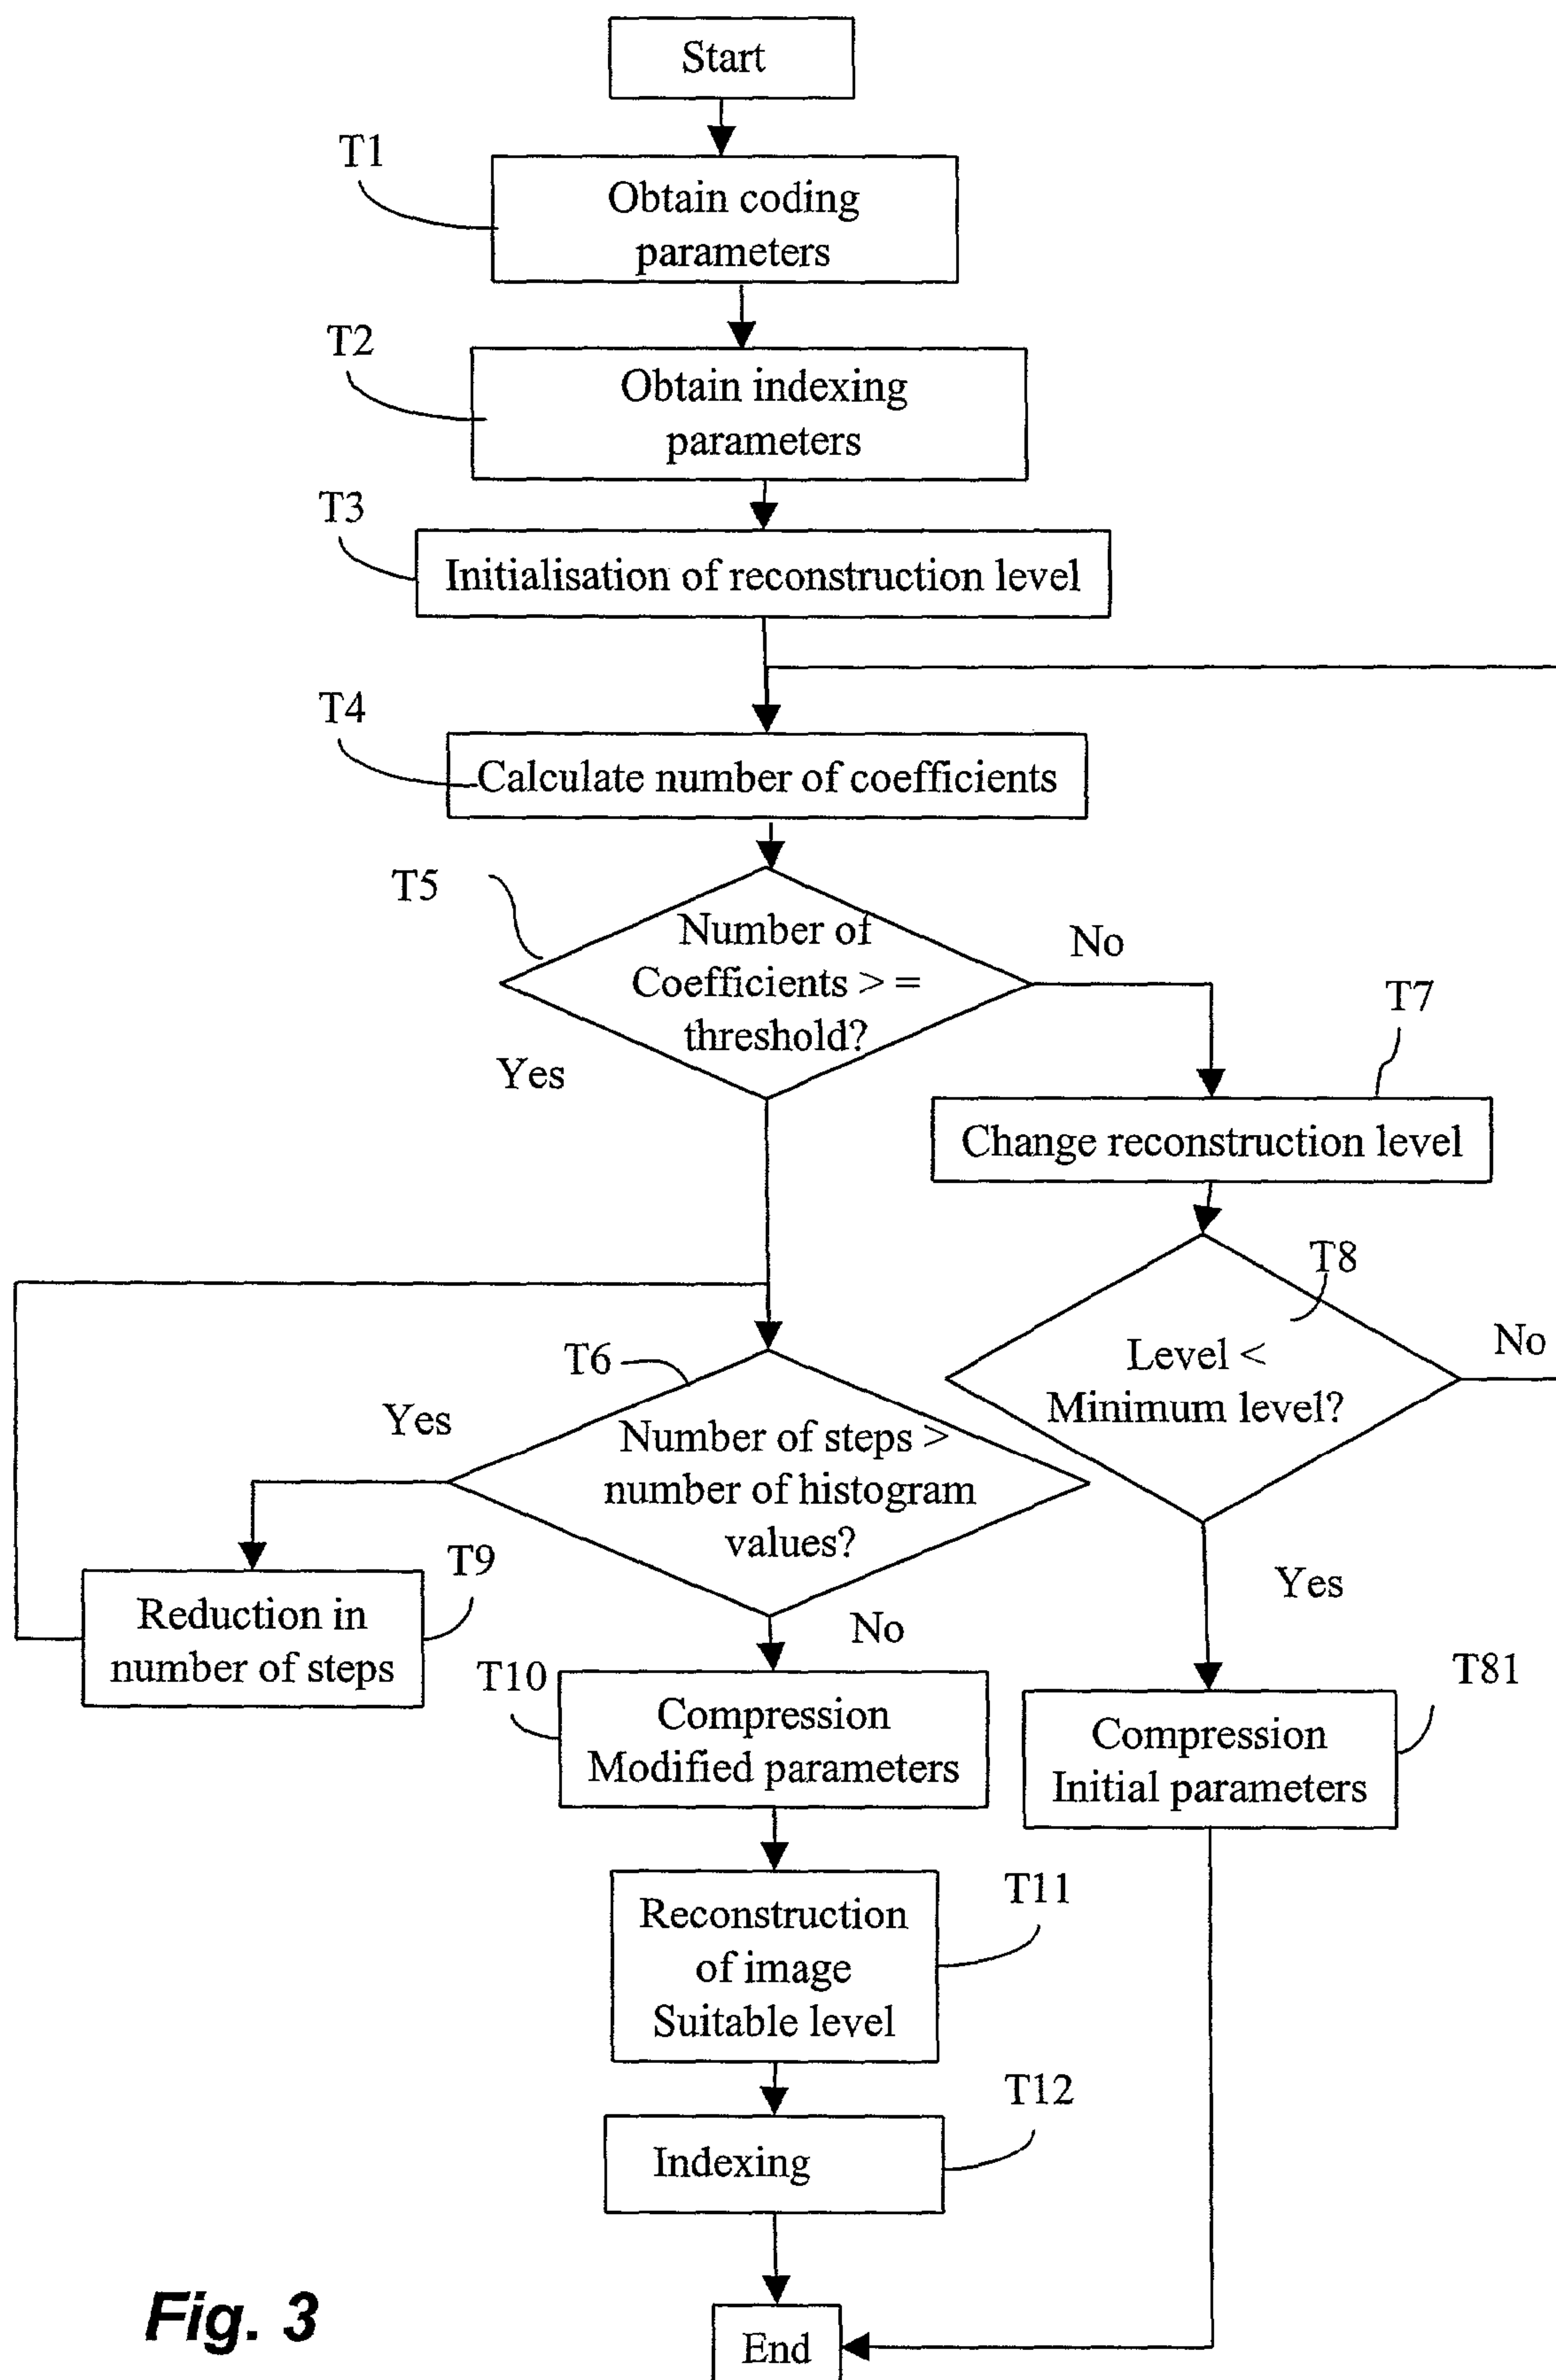 Start
T1
Obtain coding
parameters
T2
Obtain indexing
parameters
T3
Initialisation of reconstruction level
T4
Calculate number of coefficients
T5
Number of
Coefficients > =
threshold?
No
Yes
T7
Change reconstruction level
T8
Level <
Minimum level?
No
Yes
T6
Number of steps >
number of histogram
values?
Yes
No
T9
Reduction in
number of steps
T10
Compression
Modified parameters
T81
Compression
Initial parameters
T11
Reconstruction
of image
Suitable level
T12
Indexing
End
Fig. 3